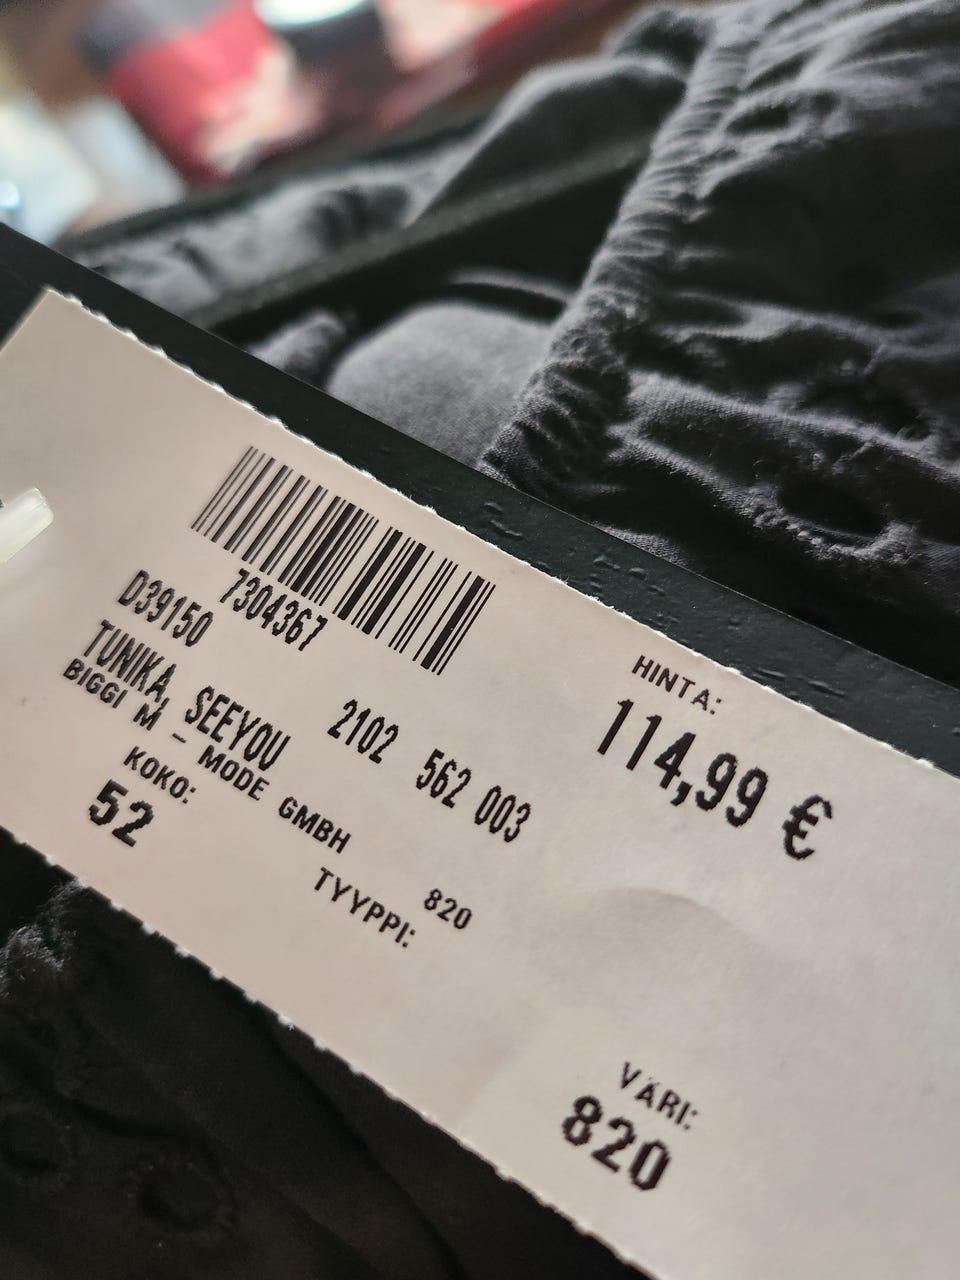 7304367
D39150
TUNIKA, SEEYOU 2102 562 003
BIGGI M - MODE GMBH
KOKO:
52
820
TYYPPI:
HINTA:
114,99 €
VÄRI:
820